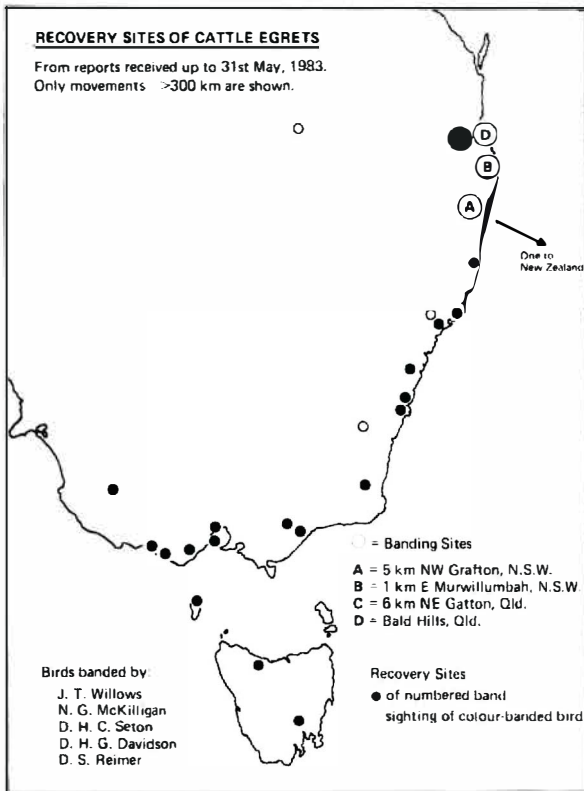 RECOVERY SITES OF CATTLE EGRETS
From reports received up to 31st May, 1983.
Only movements >300 km are shown.
D
B
A
One to
New Zealand
= Banding Sites
A = 5 km NW Grafton, N.S.W.
B = 1 km E Murwillumbah, N.S.W.
C = 6 km NE Gatton, Qld.
D = Bald Hills, Qld.
Birds banded by:
J. T. Willows
N. G. McKilligan
D. H. C. Seton
D. H. G. Davidson
D. S. Reimer
Recovery Sites
of numbered band
sighting of colour-banded bird